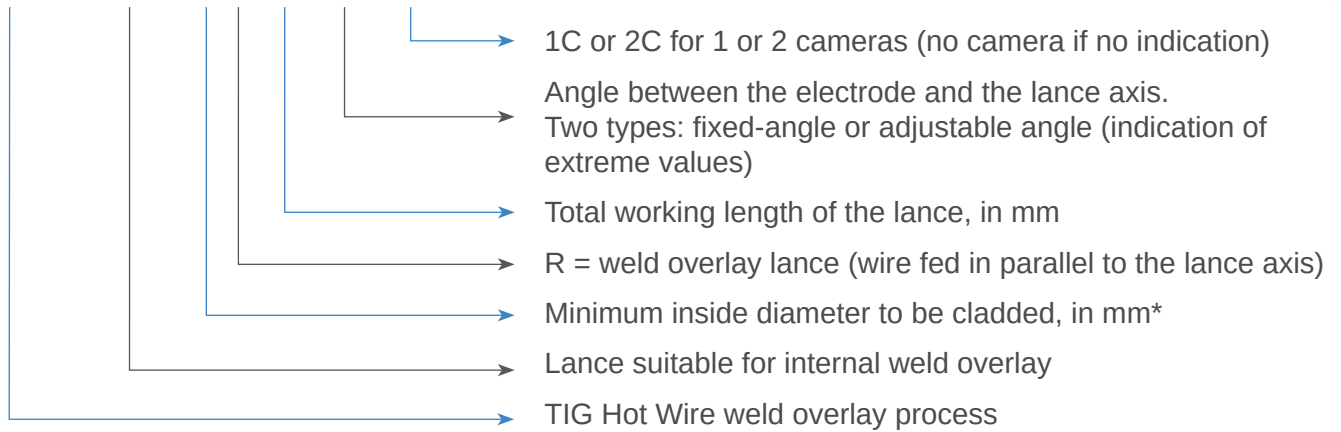 1C or 2C for 1 or 2 cameras (no camera if no indication)
Angle between the electrode and the lance axis.
Two types: fixed-angle or adjustable angle (indication of
extreme values)
Total working length of the lance, in mm
R = weld overlay lance (wire fed in parallel to the lance axis)
Minimum inside diameter to be cladded, in mm*
Lance suitable for internal weld overlay
TIG Hot Wire weld overlay process